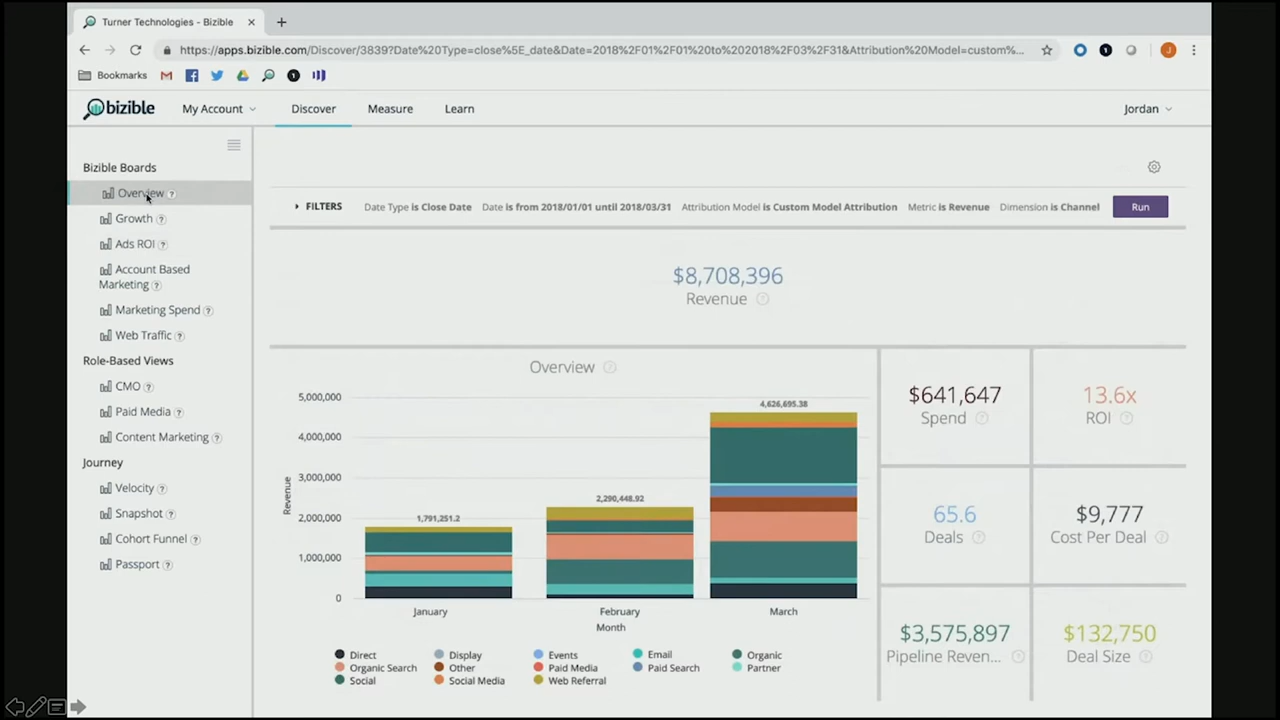 Turner Technologies - Bizible
https://apps.bizible.com/Discover/3839?Date%20Type=close%5E_date&Date=2018%2F01%2F01%20to%202018%2F03%2F31&Attribution%20Model=custom%...
Bookmarks
bizible My Account Discover Measure Learn Jordan
Bizible Boards
Overview ?
Growth ?
Ads ROI ?
Account Based
Marketing ?
Marketing Spend ?
Web Traffic ?
Role-Based Views
CMO ?
Paid Media ?
Content Marketing ?
Journey
Velocity ?
Snapshot ?
Cohort Funnel ?
Passport ?
FILTERS Date Type is Close Date Date is from 2018/01/01 until 2018/03/31 Attribution Model is Custom Model Attribution Metric is Revenue Dimension is Channel Run
$8,708,396
Revenue ?
Overview ?
5,000,000
4,000,000
3,000,000
2,000,000
1,000,000
0
Revenue
1,791,251.2
2,290,448.92
4,626,695.38
January February March
Month
Direct Display Events Email Organic
Organic Search Other Paid Media Paid Search Partner
Social Social Media Web Referral
$641,647
Spend ?
13.6x
ROI ?
65.6
Deals ?
$9,777
Cost Per Deal ?
$3,575,897
Pipeline Reven... ?
$132,750
Deal Size ?